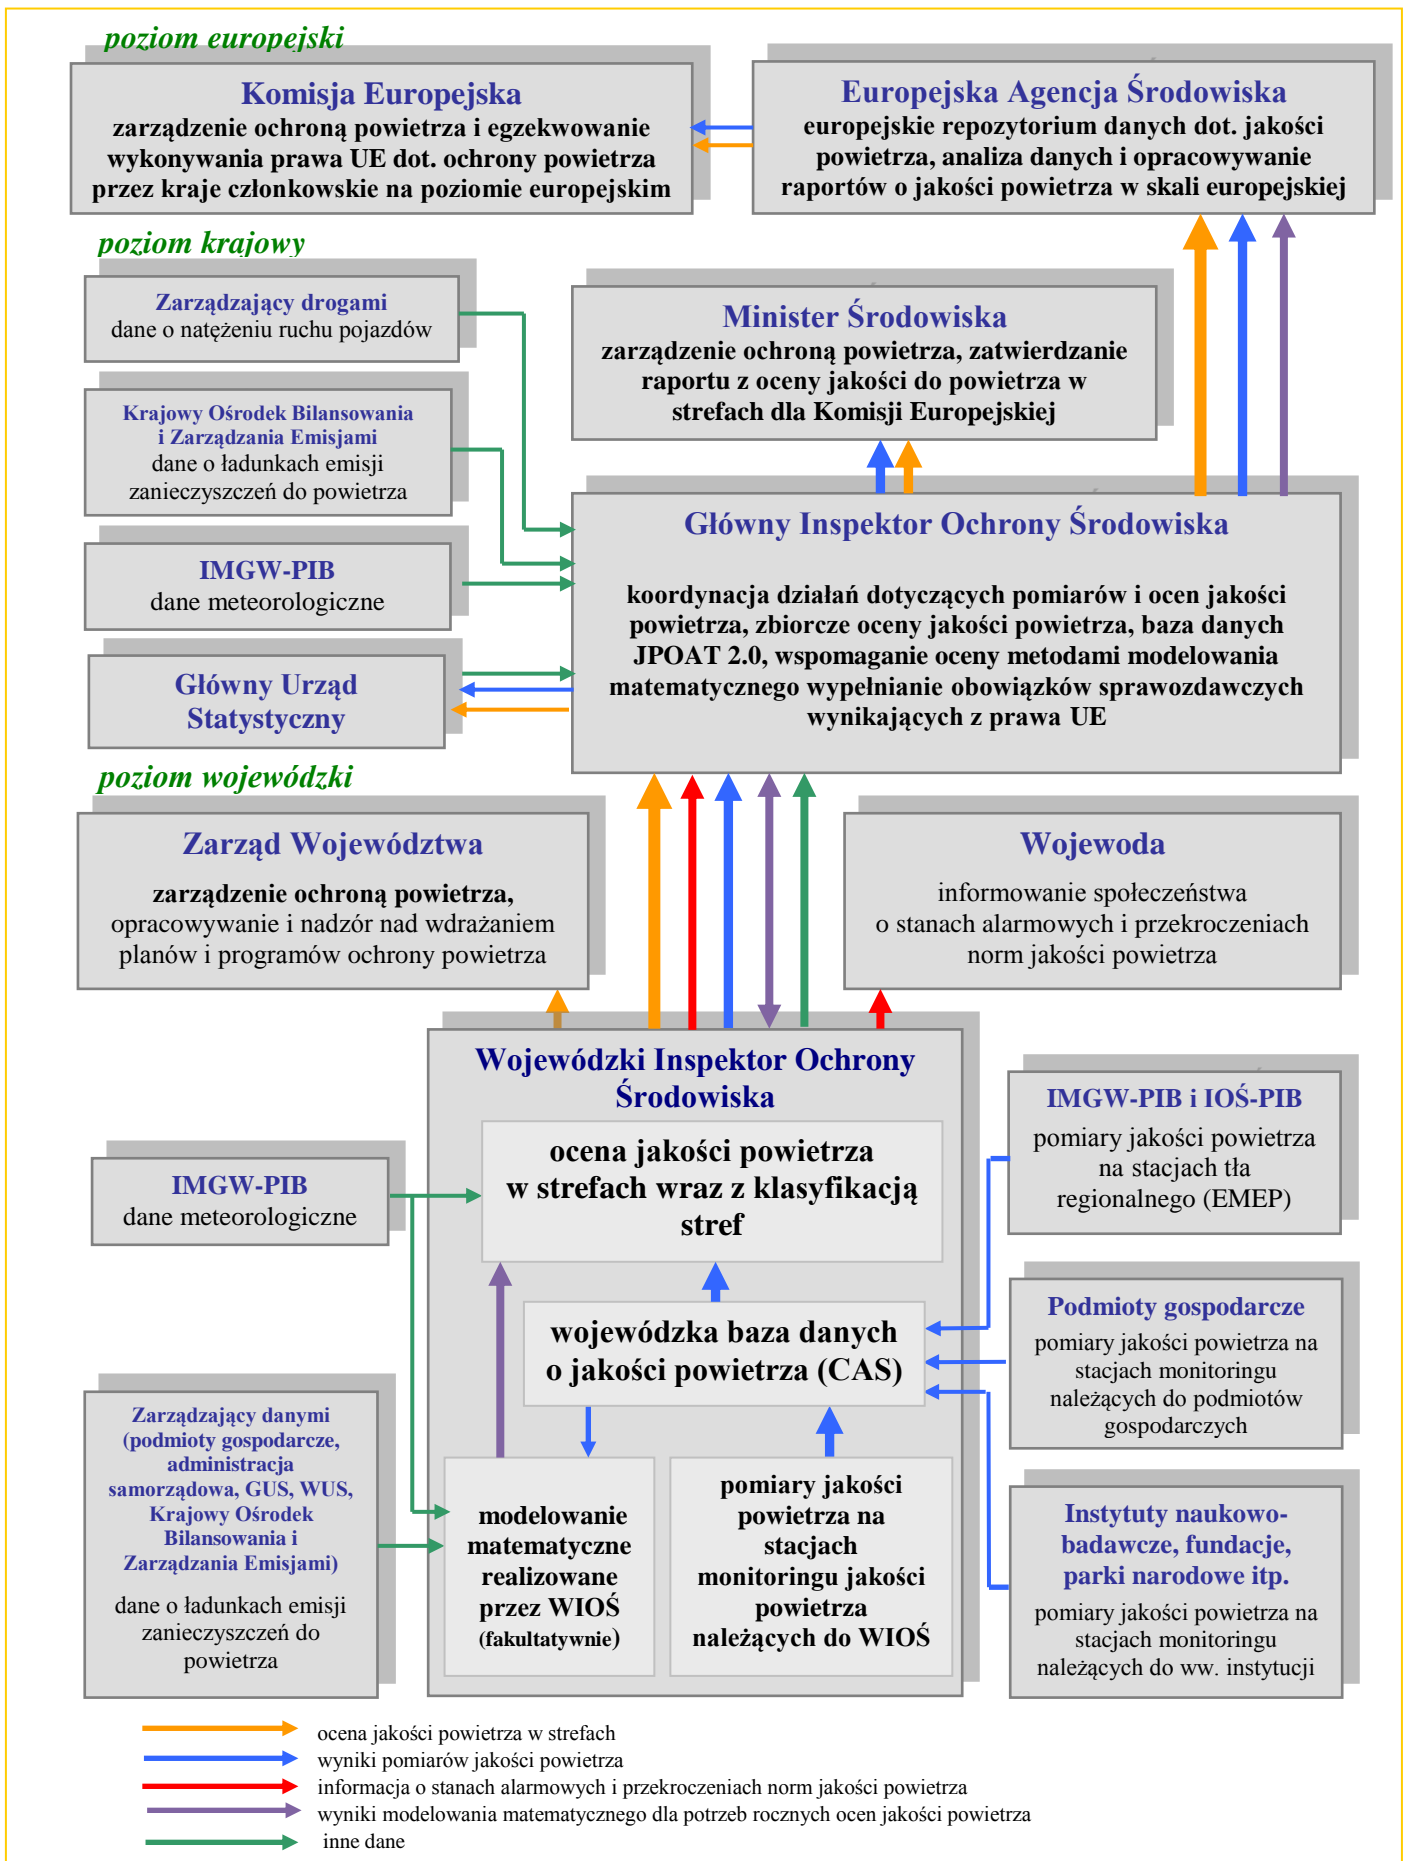 poziom europejski
Komisja Europejska
zarządzenie ochroną powietrza i egzekwowanie
wykonywania prawa UE dot. ochrony powietrza
przez kraje członkowskie na poziomie europejskim
Europejska Agencja Środowiska
europejskie repozytorium danych dot. jakości
powietrza, analiza danych i opracowywanie
raportów o jakości powietrza w skali europejskiej
poziom krajowy
Zarządzający drogami
dane o natężeniu ruchu pojazdów
Krajowy Ośrodek Bilansowania
i Zarządzania Emisjami
dane o ładunkach emisji
zanieczyszczeń do powietrza
IMGW-PIB
dane meteorologiczne
Główny Urząd
Statystyczny
Minister Środowiska
zarządzenie ochroną powietrza, zatwierdzanie
raportu z oceny jakości do powietrza w
strefach dla Komisji Europejskiej
Główny Inspektor Ochrony Środowiska
koordynacja działań dotyczących pomiarów i ocen jakości
powietrza, zbiorcze oceny jakości powietrza, baza danych
JPOAT 2.0, wspomaganie oceny metodami modelowania
matematycznego wypełnianie obowiązków sprawozdawczych
wynikających z prawa UE
poziom wojewódzki
Zarząd Województwa
zarządzenie ochroną powietrza,
opracowywanie i nadzór nad wdrażaniem
planów i programów ochrony powietrza
Wojewoda
informowanie społeczeństwa
o stanach alarmowych i przekroczeniach
norm jakości powietrza
Wojewódzki Inspektor Ochrony
Środowiska
ocena jakości powietrza
w strefach wraz z klasyfikacją
stref
wojewódzka baza danych
o jakości powietrza (CAS)
modelowanie
matematyczne
realizowane
przez WIOŚ
(fakultatywnie)
pomiary jakości
powietrza na
stacjach
monitoringu jakości
powietrza
należących do WIOŚ
IMGW-PIB
dane meteorologiczne
Zarządzający danymi
(podmioty gospodarcze,
administracja
samorządowa, GUS, WUS,
Krajowy Ośrodek
Bilansowania i
Zarządzania Emisjami)
dane o ładunkach emisji
zanieczyszczeń do
powietrza
IMGW-PIB i IOŚ-PIB
pomiary jakości powietrza
na stacjach tła
regionalnego (EMEP)
Podmioty gospodarcze
pomiary jakości powietrza na
stacjach monitoringu
należących do podmiotów
gospodarczych
Instytuty naukowo-
badawcze, fundacje,
parki narodowe itp.
pomiary jakości powietrza na
stacjach monitoringu
należących do ww. instytucji
ocena jakości powietrza w strefach
wyniki pomiarów jakości powietrza
informacja o stanach alarmowych i przekroczeniach norm jakości powietrza
wyniki modelowania matematycznego dla potrzeb rocznych ocen jakości powietrza
inne dane